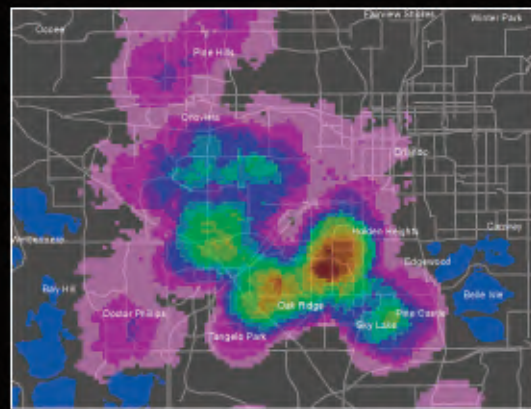 Ocoee
Fairview Shores
Winter Park
Pine Hills
Orlovista
Orlando
Holden Heights
Conway
Edgewood
Bay Hill
Belle Isle
Oak Ridge
Pine Castle
Doctor Phillips
Sky Lake
Tangelo Park